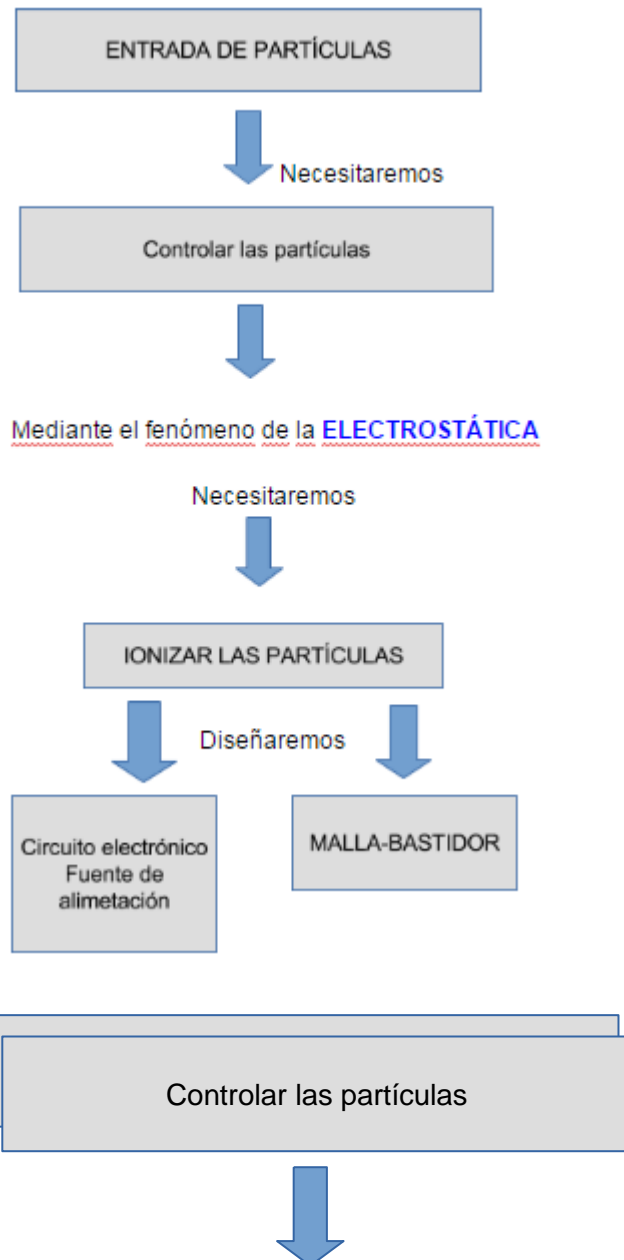 ENTRADA DE PARTÍCULAS
Necesitaremos
Controlar las partículas
Mediante el fenómeno de la ELECTROSTÁTICA
Necesitaremos
IONIZAR LAS PARTÍCULAS
Diseñaremos
Circuito electrónico
Fuente de
alimetación
MALLA-BASTIDOR
Controlar las partículas